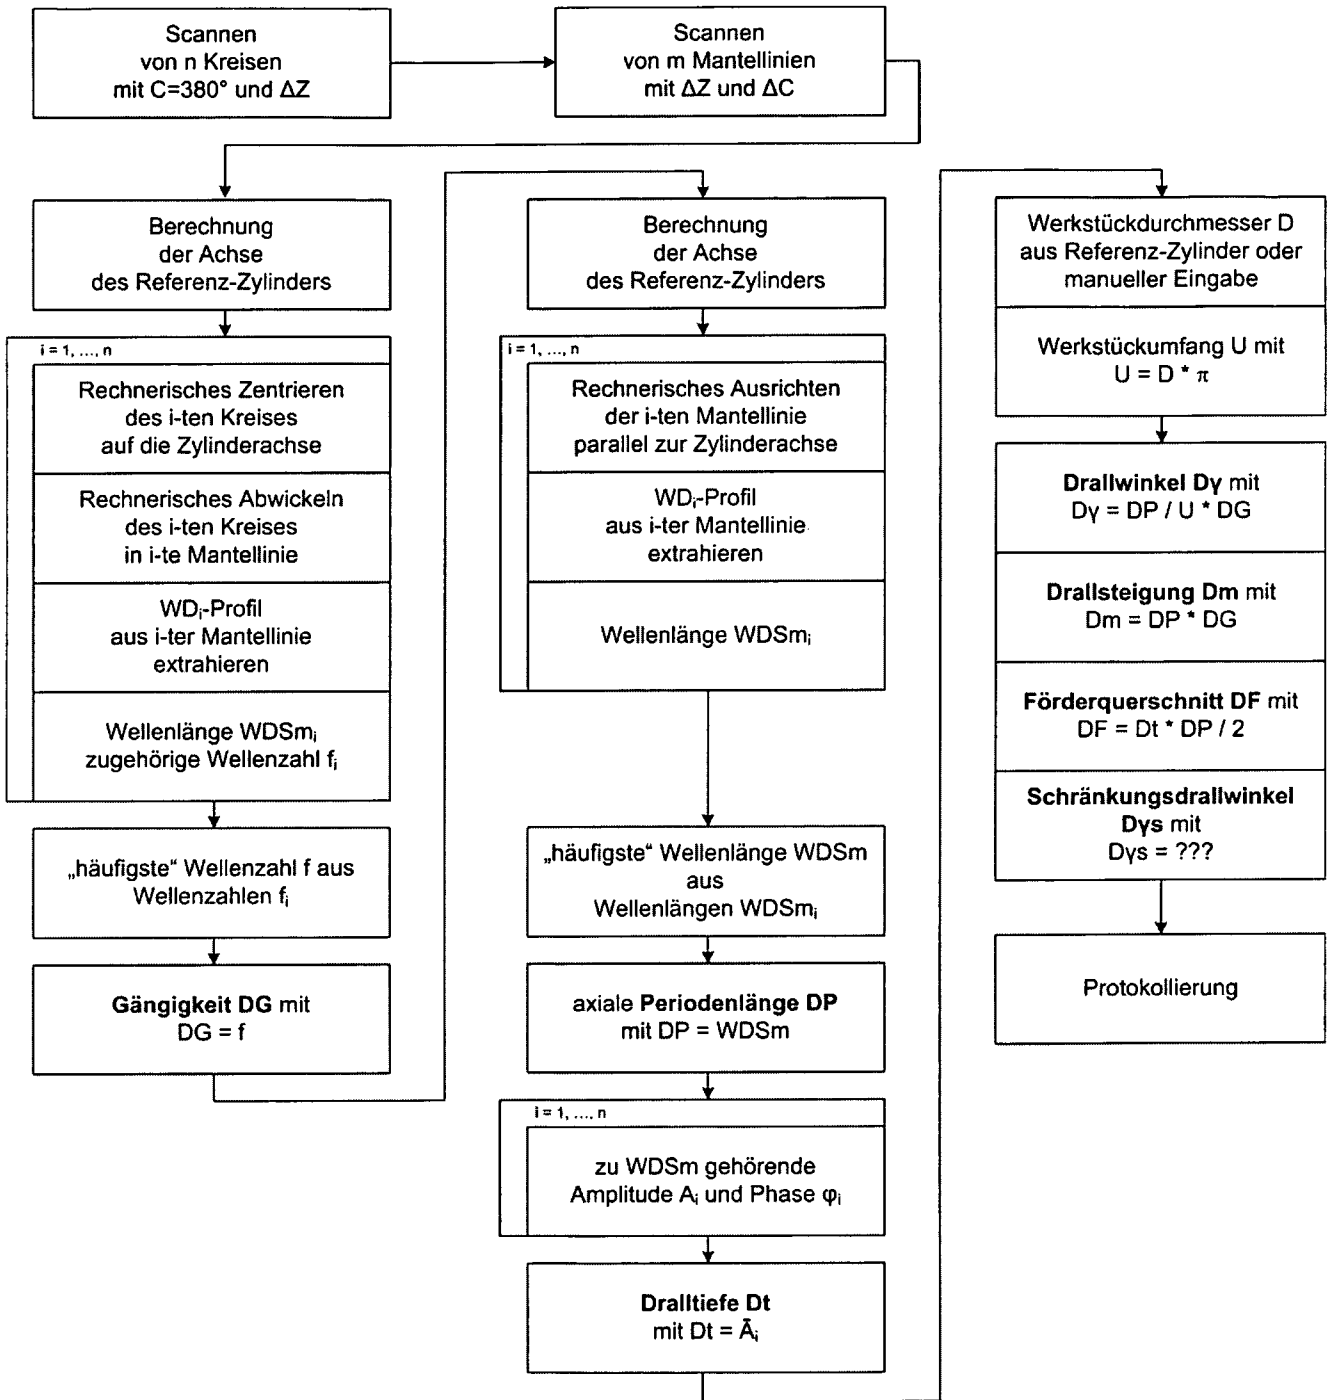 Scannen
von n Kreisen
mit C=380° und ΔZ
Scannen
von m Mantellinien
mit ΔZ und ΔC
Berechnung
der Achse
des Referenz-Zylinders
i = 1, ..., n
Rechnerisches Zentrieren
des i-ten Kreises
auf die Zylinderachse
Rechnerisches Abwickeln
des i-ten Kreises
in i-te Mantellinie
WDᵢ-Profil
aus i-ter Mantellinie
extrahieren
Wellenlänge WDSmᵢ
zugehörige Wellenzahl fᵢ
„häufigste“ Wellenzahl f aus
Wellenzahlen fᵢ
Gängigkeit DG mit
DG = f
Berechnung
der Achse
des Referenz-Zylinders
i = 1, ..., n
Rechnerisches Ausrichten
der i-ten Mantellinie
parallel zur Zylinderachse
WDᵢ-Profil
aus i-ter Mantellinie
extrahieren
Wellenlänge WDSmᵢ
„häufigste“ Wellenlänge WDSm
aus
Wellenlängen WDSmᵢ
axiale Periodenlänge DP
mit DP = WDSm
i = 1, ..., n
zu WDSm gehörende
Amplitude Aᵢ und Phase φᵢ
Dralltiefe Dt
mit Dt = Āᵢ
Werkstückdurchmesser D
aus Referenz-Zylinder oder
manueller Eingabe
Werkstückumfang U mit
U = D * π
Drallwinkel Dγ mit
Dγ = DP / U * DG
Drallsteigung Dm mit
Dm = DP * DG
Förderquerschnitt DF mit
DF = Dt * DP / 2
Schränkungsdrallwinkel
Dγs mit
Dγs = ???
Protokollierung